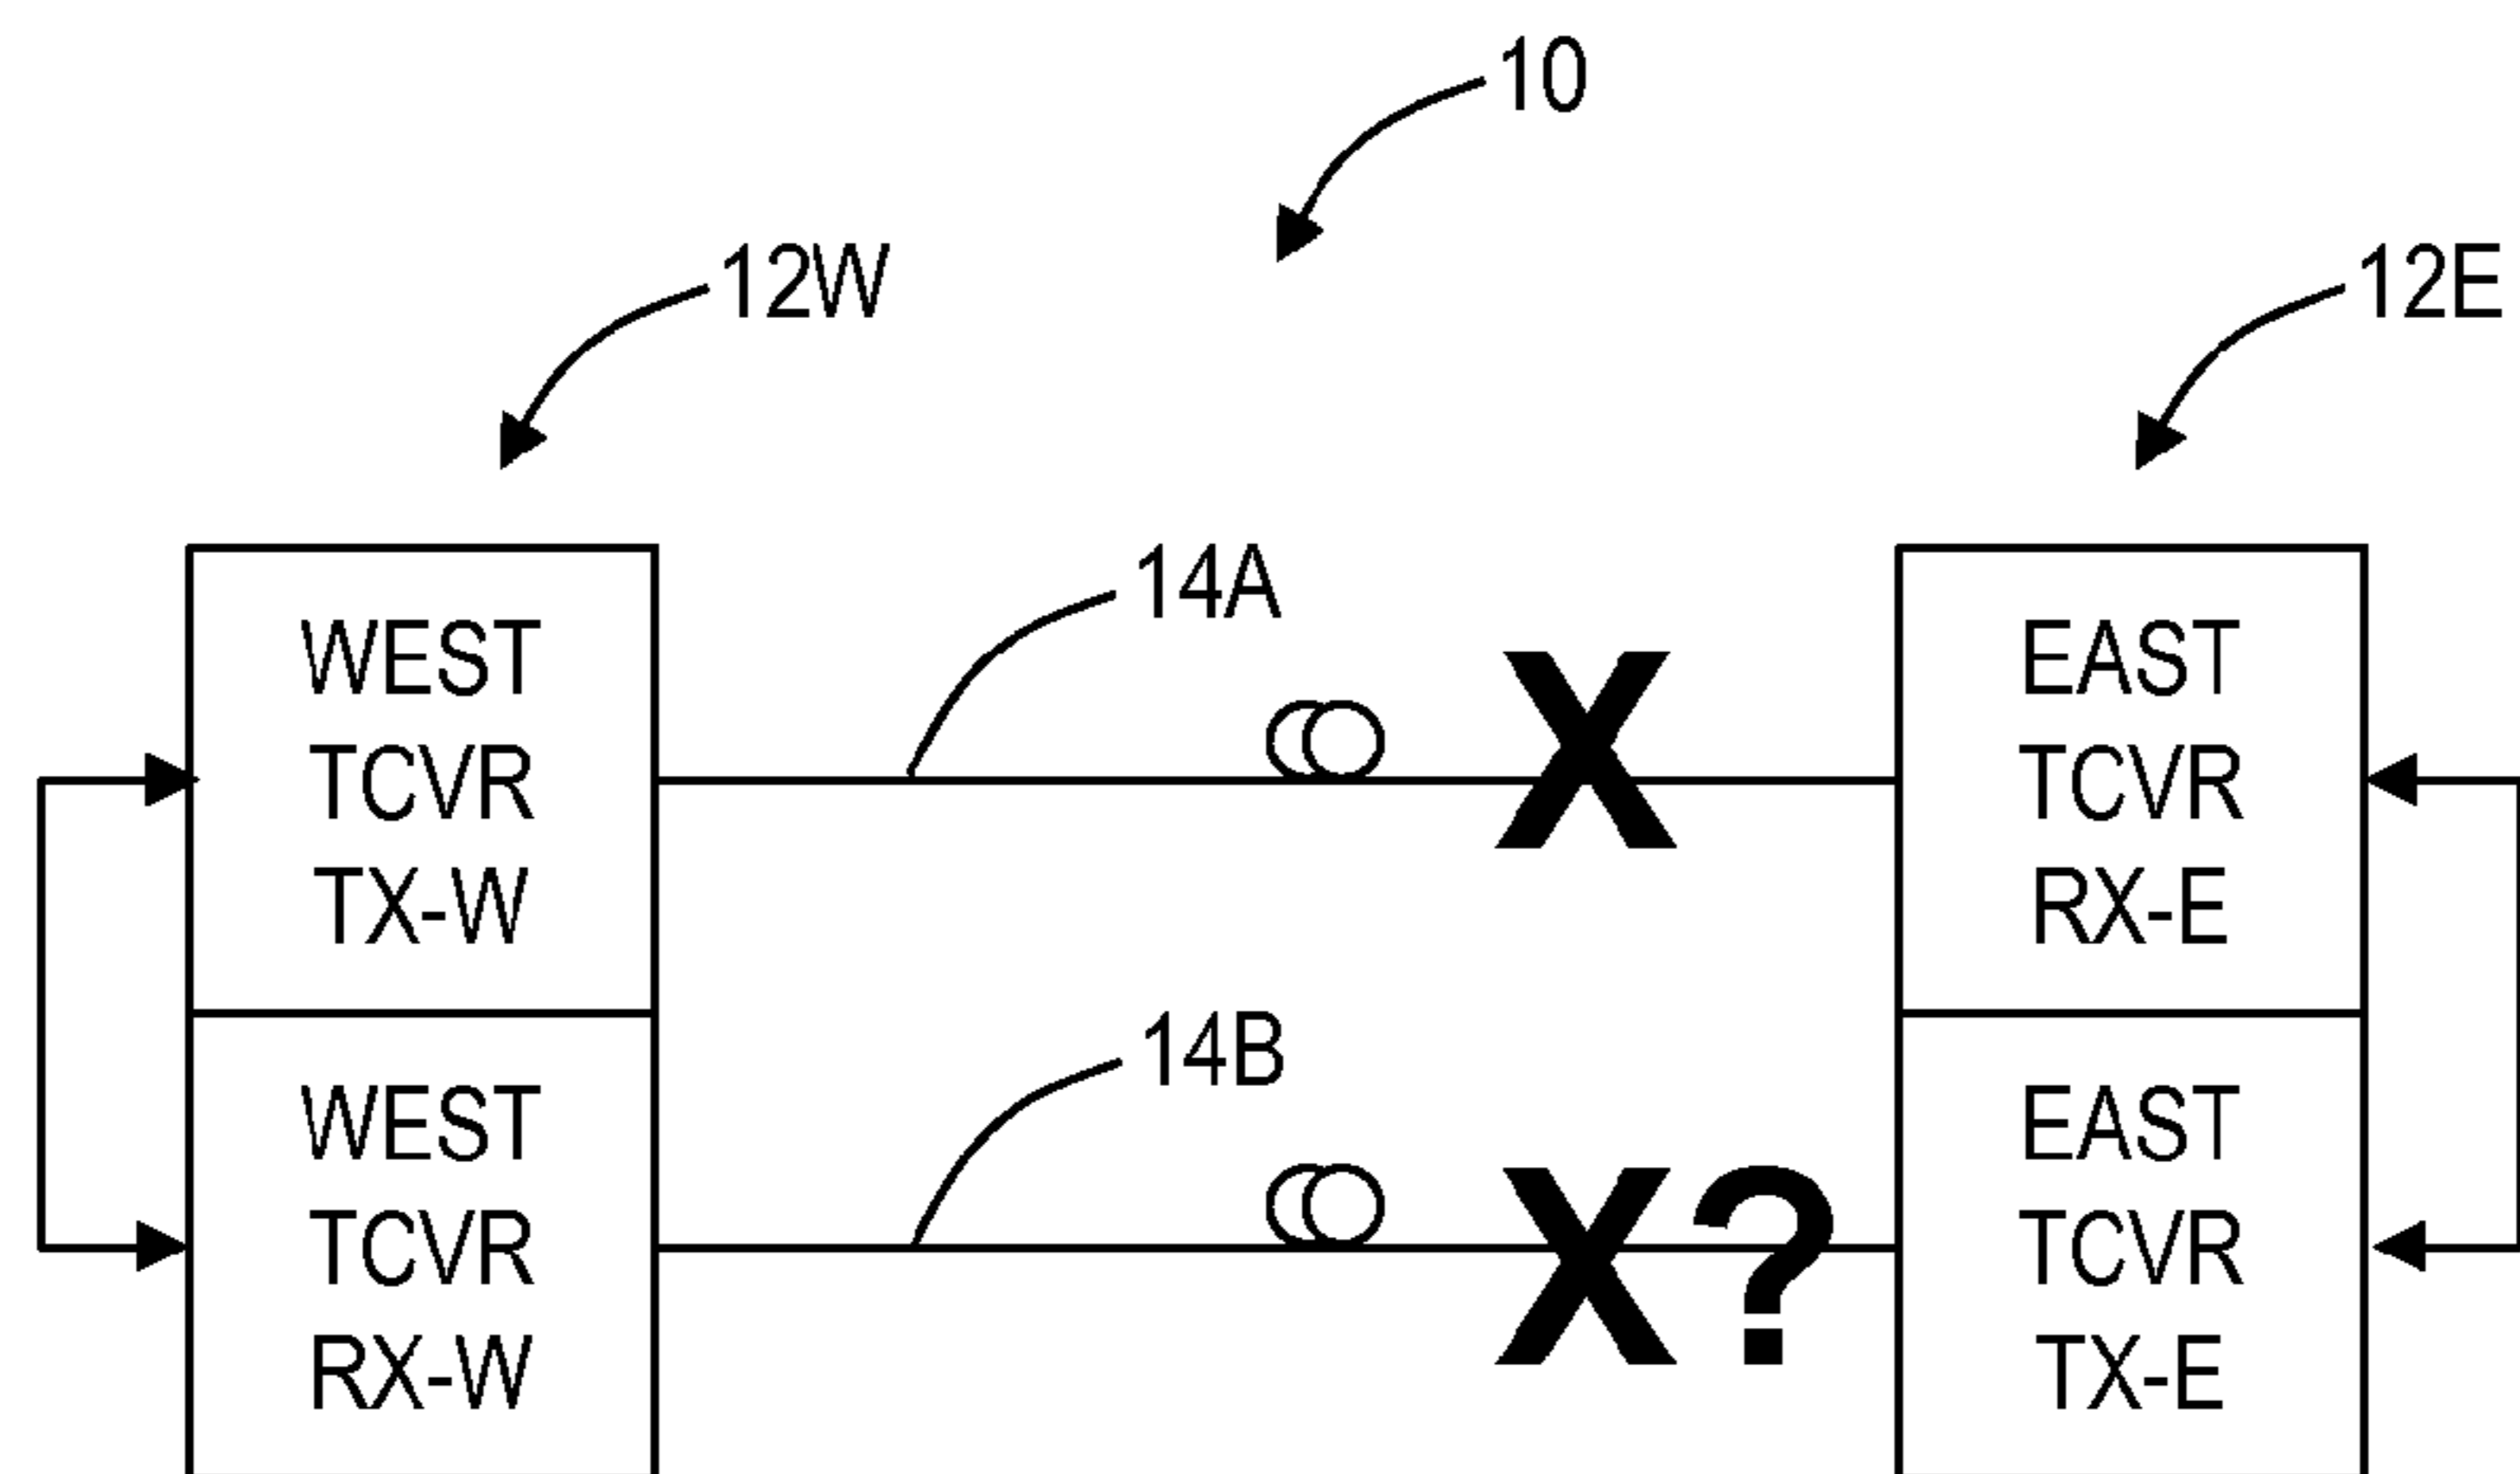 10
12W
12E
14A
WEST
TCVR
TX-W
X
EAST
TCVR
RX-E
14B
WEST
TCVR
RX-W
X?
EAST
TCVR
TX-E